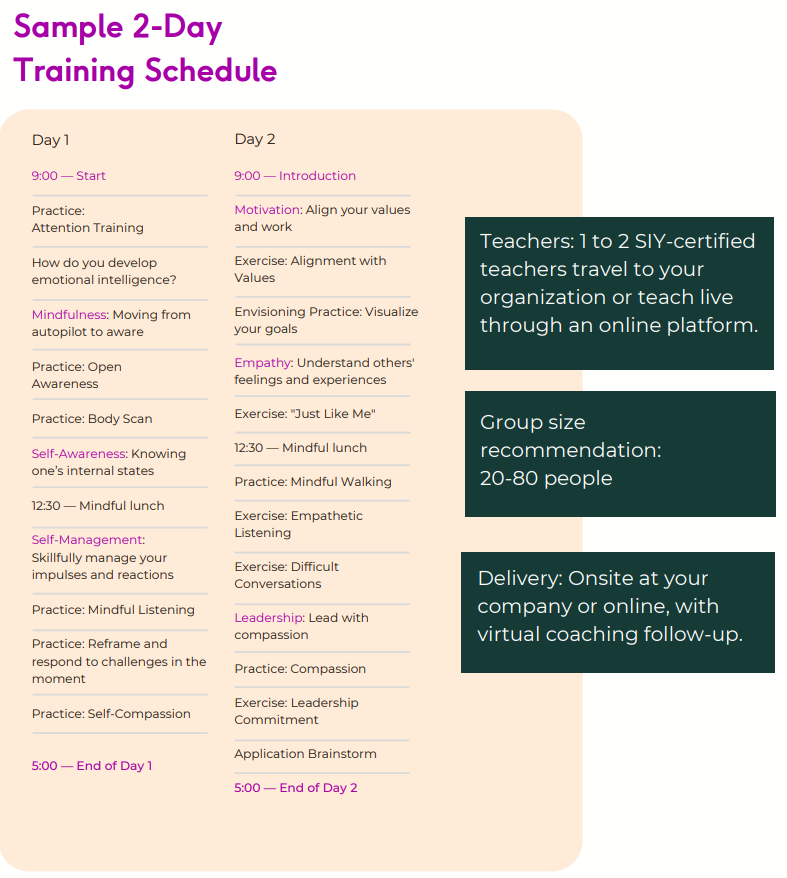 Sample 2-Day
Training Schedule
Day 1
9:00 — Start
Practice:
Attention Training
How do you develop
emotional intelligence?
Mindfulness: Moving from
autopilot to aware
Practice: Open
Awareness
Practice: Body Scan
Self-Awareness: Knowing
one’s internal states
12:30 — Mindful lunch
Self-Management:
Skillfully manage your
impulses and reactions
Practice: Mindful Listening
Practice: Reframe and
respond to challenges in the
moment
Practice: Self-Compassion
5:00 — End of Day 1
Day 2
9:00 — Introduction
Motivation: Align your values
and work
Exercise: Alignment with
Values
Envisioning Practice: Visualize
your goals
Empathy: Understand others'
feelings and experiences
Exercise: "Just Like Me"
12:30 — Mindful lunch
Practice: Mindful Walking
Exercise: Empathetic
Listening
Exercise: Difficult
Conversations
Leadership: Lead with
compassion
Practice: Compassion
Exercise: Leadership
Commitment
Application Brainstorm
5:00 — End of Day 2
Teachers: 1 to 2 SIY-certified
teachers travel to your
organization or teach live
through an online platform.
Group size
recommendation:
20-80 people
Delivery: Onsite at your
company or online, with
virtual coaching follow-up.